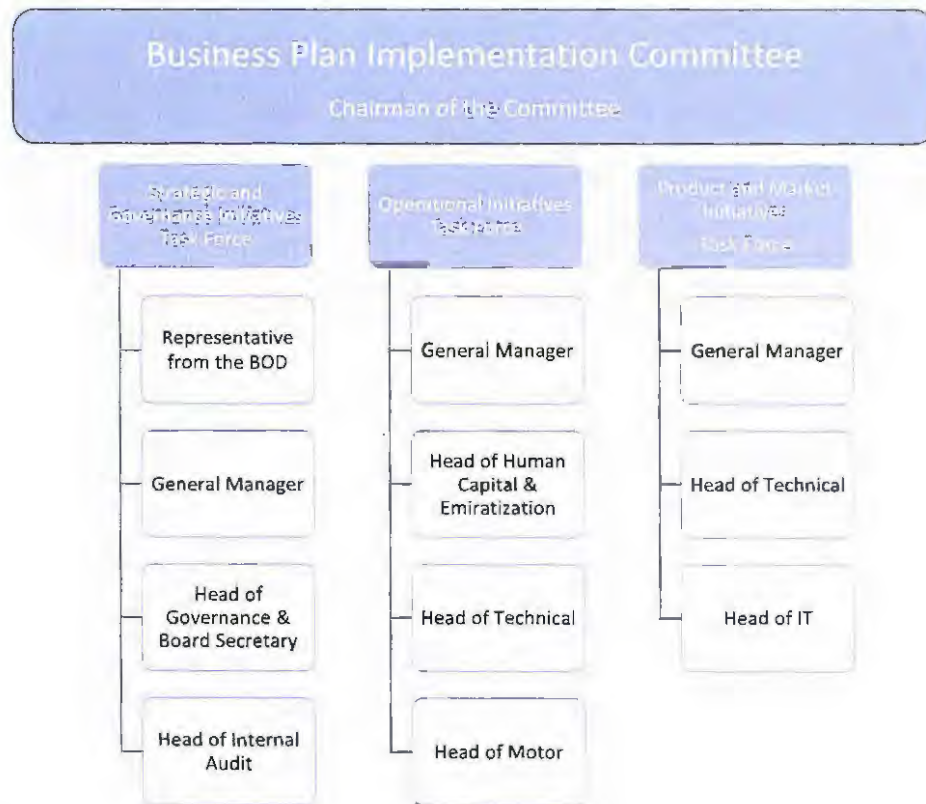 Business Plan Implementation Committee
Chairman of the Committee
Strategic and
Governance Initiatives
Task Force
Operational Initiatives
Task Force
Product and Market
Initiatives
Task Force
Representative
from the BOD
General Manager
Head of
Governance &
Board Secretary
Head of Internal
Audit
General Manager
Head of Human
Capital &
Emiratization
Head of Technical
Head of Motor
General Manager
Head of Technical
Head of IT